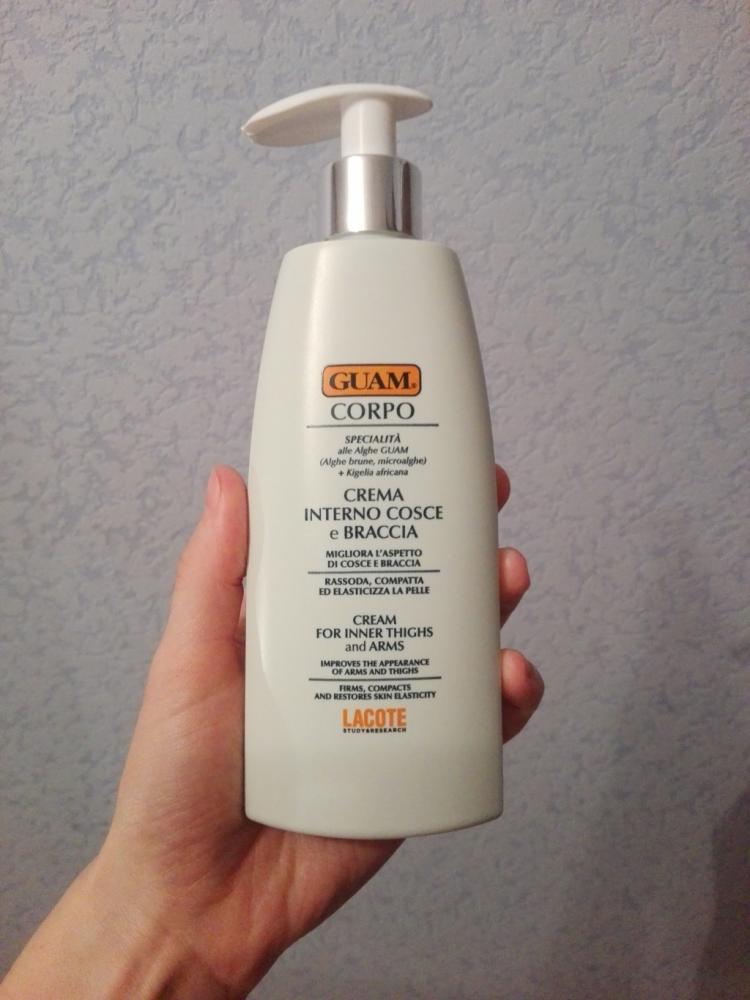 GUAM®
CORPO
SPECIALITÀ
alle Alghe GUAM
(Alghe brune, microalghe)
+ Kigelia africana
CREMA
INTERNO COSCE
e BRACCIA
MIGLIORA L'ASPETTO
DI COSCE E BRACCIA
RASSODA, COMPATTA
ED ELASTICIZZA LA PELLE
CREAM
FOR INNER THIGHS
and ARMS
IMPROVES THE APPEARANCE
OF ARMS AND THIGHS
FIRMS, COMPACTS
AND RESTORES SKIN ELASTICITY
LACOTE
STUDY&RESEARCH